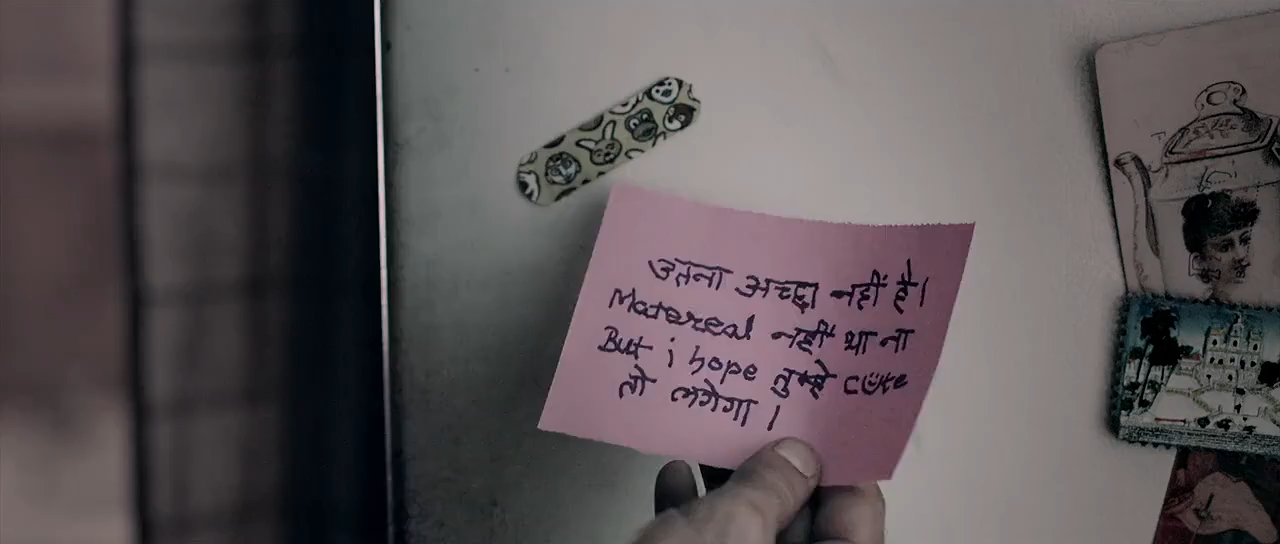 उतना अच्छा नहीं है।
Matereal नहीं था ना
But i hope तुम्हे cute
तो लगेगा।